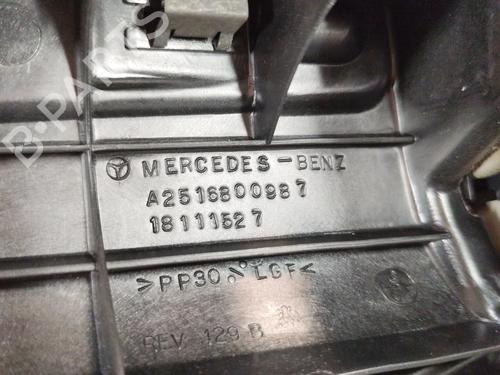 B-PARTS
MERCEDES-BENZ
A2516800987
18111527
>PP30% LGF<
REV 129 B